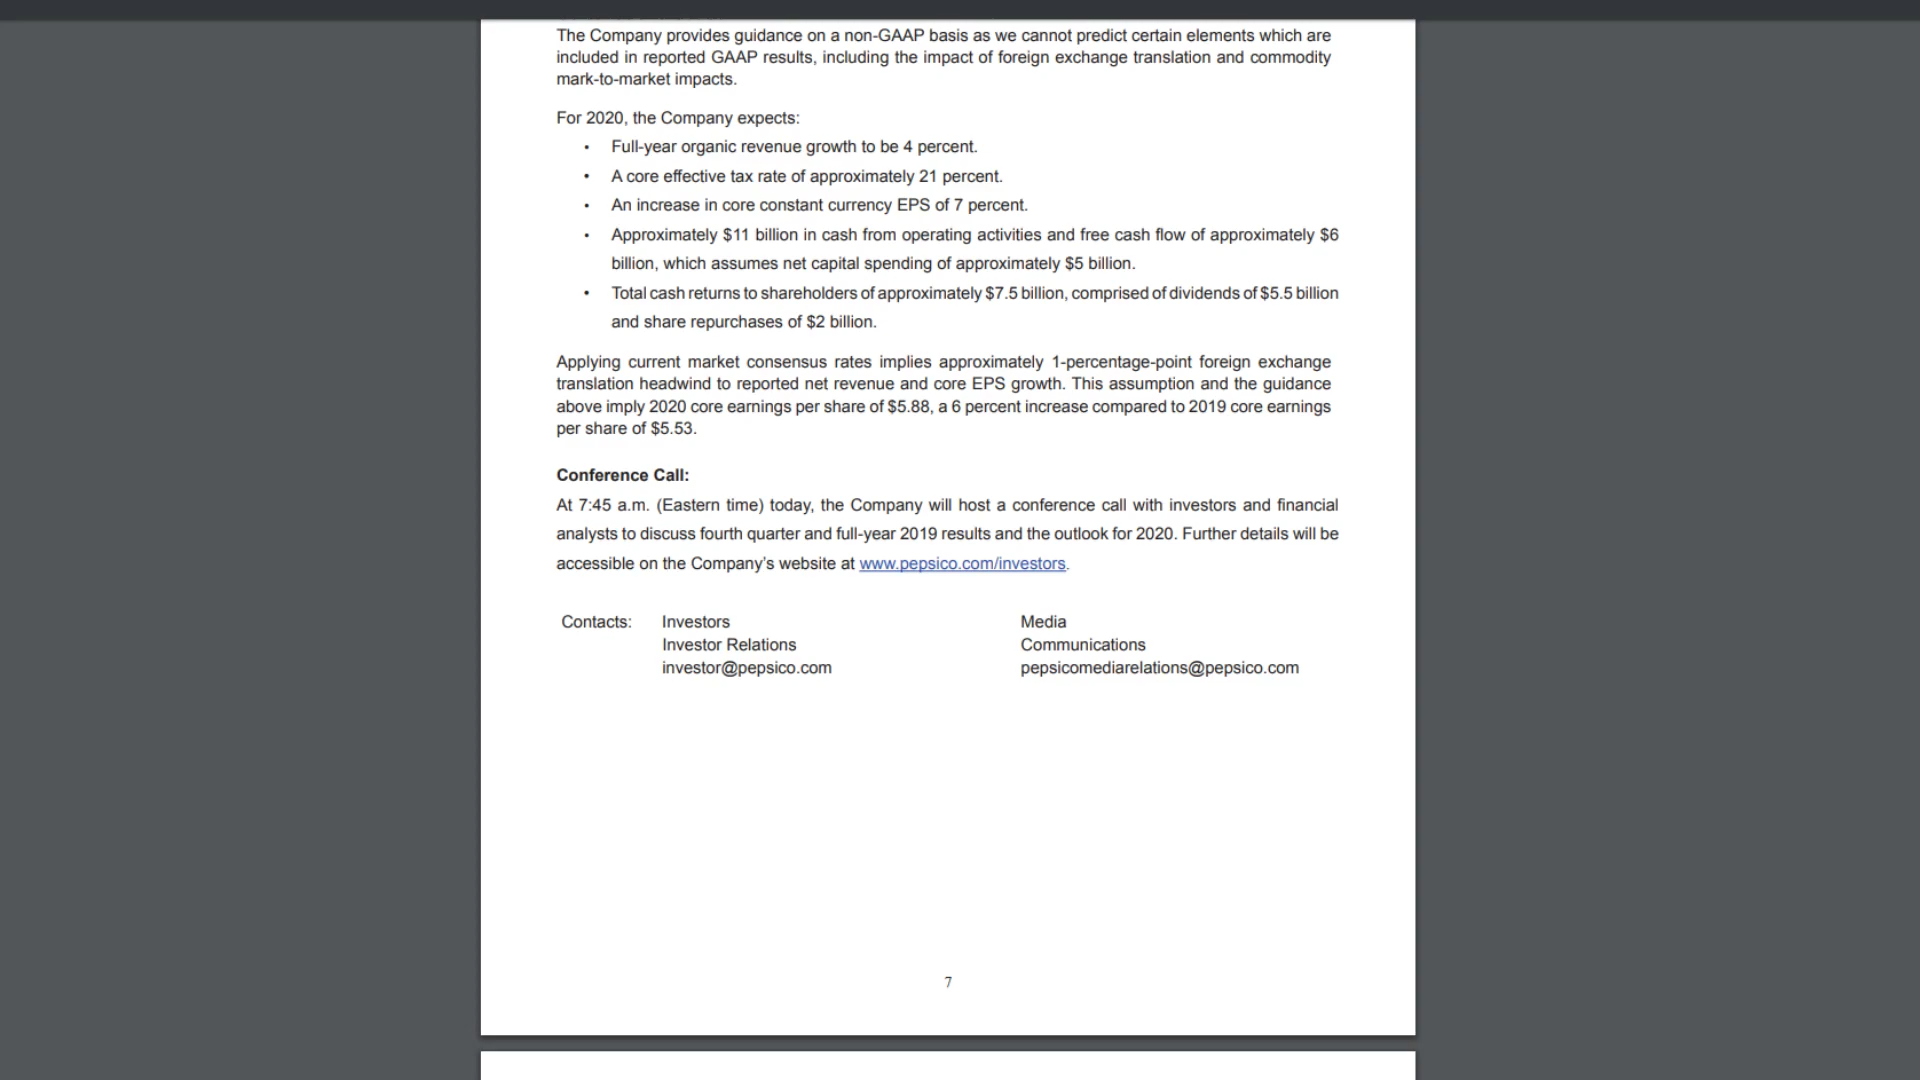 The Company provides guidance on a non-GAAP basis as we cannot predict certain elements which are
included in reported GAAP results, including the impact of foreign exchange translation and commodity
mark-to-market impacts.
For 2020, the Company expects:
• Full-year organic revenue growth to be 4 percent.
• A core effective tax rate of approximately 21 percent.
• An increase in core constant currency EPS of 7 percent.
• Approximately $11 billion in cash from operating activities and free cash flow of approximately $6
billion, which assumes net capital spending of approximately $5 billion.
• Total cash returns to shareholders of approximately $7.5 billion, comprised of dividends of $5.5 billion
and share repurchases of $2 billion.
Applying current market consensus rates implies approximately 1-percentage-point foreign exchange
translation headwind to reported net revenue and core EPS growth. This assumption and the guidance
above imply 2020 core earnings per share of $5.88, a 6 percent increase compared to 2019 core earnings
per share of $5.53.
Conference Call:
At 7:45 a.m. (Eastern time) today, the Company will host a conference call with investors and financial
analysts to discuss fourth quarter and full-year 2019 results and the outlook for 2020. Further details will be
accessible on the Company’s website at www.pepsico.com/investors.
Contacts: Investors Media
Investor Relations Communications
investor@pepsico.com pepsicomediarelations@pepsico.com
7